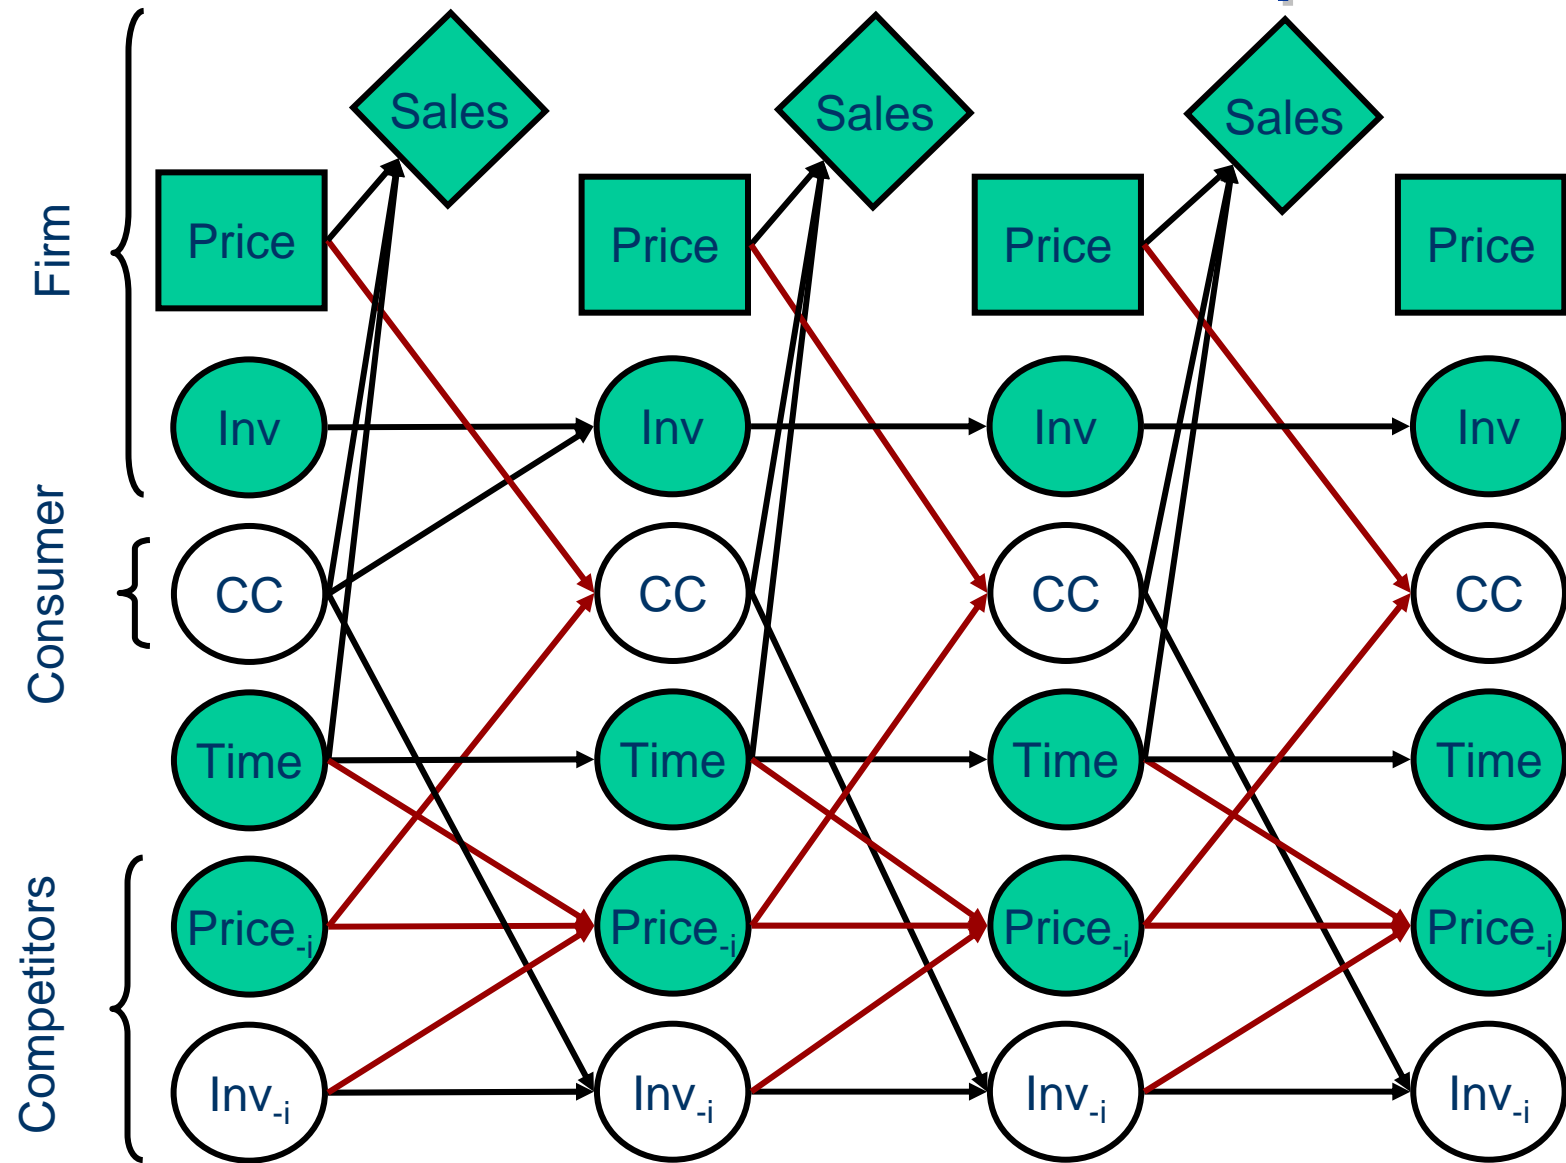 Sales Sales Sales
Firm
Price Price Price Price
Inv Inv Inv Inv
Consumer
CC CC CC CC
Time Time Time Time
Competitors
Price-i Price-i Price-i Price-i
Inv-i Inv-i Inv-i Inv-i